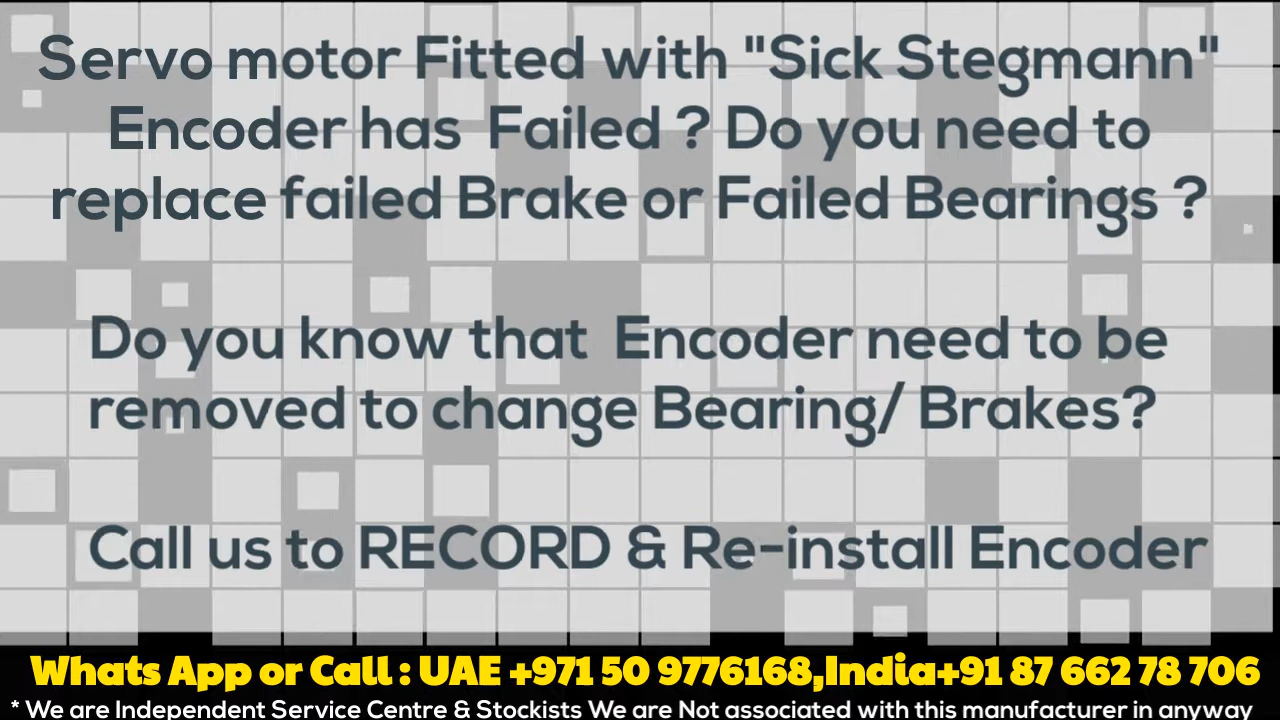 Servo motor Fitted with "Sick Stegmann"
Encoder has Failed ? Do you need to
replace failed Brake or Failed Bearings ?
Do you know that Encoder need to be
removed to change Bearing/ Brakes?
Call us to RECORD & Re-install Encoder
Whats App or Call : UAE +971 50 9776168,India+91 87 662 78 706
* We are Independent Service Centre & Stockists We are Not associated with this manufacturer in anyway